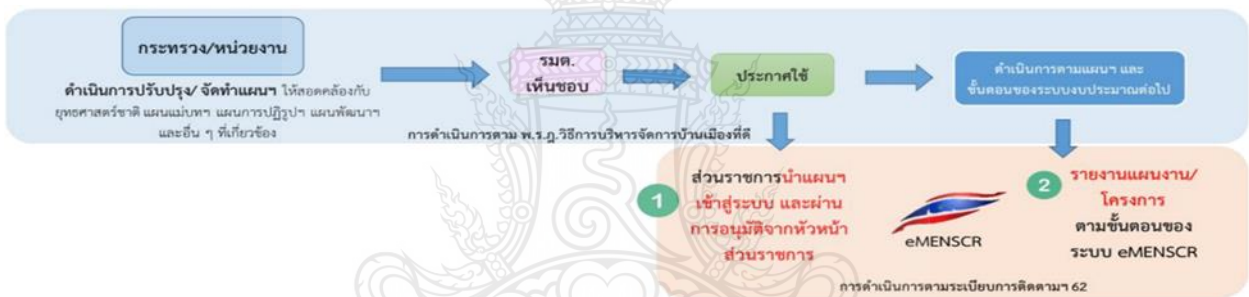 กระทรวง/หน่วยงาน
ดำเนินการปรับปรุง/ จัดทำแผนฯ ให้สอดคล้องกับ
ยุทธศาสตร์ชาติ แผนแม่บทฯ แผนการปฏิรูปฯ แผนพัฒนาฯ
และอื่น ๆ ที่เกี่ยวข้อง
รมต.
เห็นชอบ
ประกาศใช้
ดำเนินการตามแผนฯ และ
ขั้นตอนของระบบงบประมาณต่อไป
การดำเนินการตาม พ.ร.ฎ.วิธีการบริหารจัดการบ้านเมืองที่ดี
1
ส่วนราชการนำแผนฯ
เข้าสู่ระบบ และผ่าน
การอนุมัติจากหัวหน้า
ส่วนราชการ
eMENSCR
2
รายงานแผนงาน/
โครงการ
ตามขั้นตอนของ
ระบบ eMENSCR
การดำเนินการตามระเบียบการติดตามฯ 62